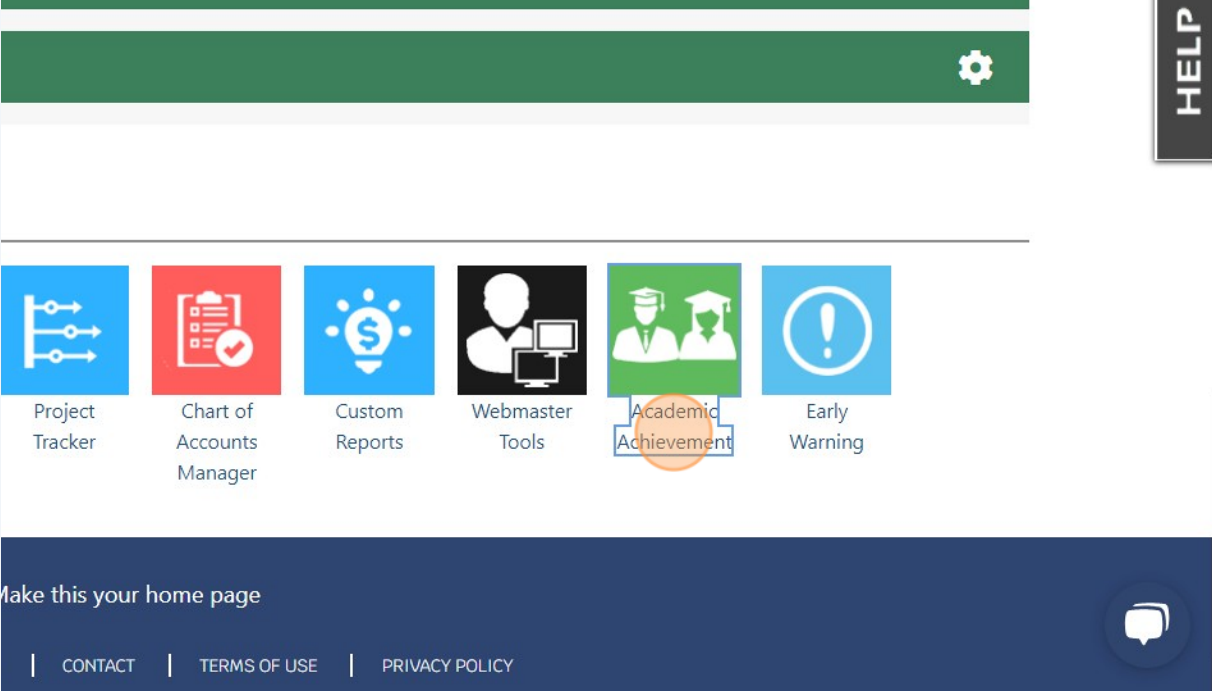 HELP
Project
Tracker
Chart of
Accounts
Manager
$
Custom
Reports
Webmaster
Tools
Academic
Achievement
!
Early
Warning
Make this your home page
| CONTACT | TERMS OF USE | PRIVACY POLICY